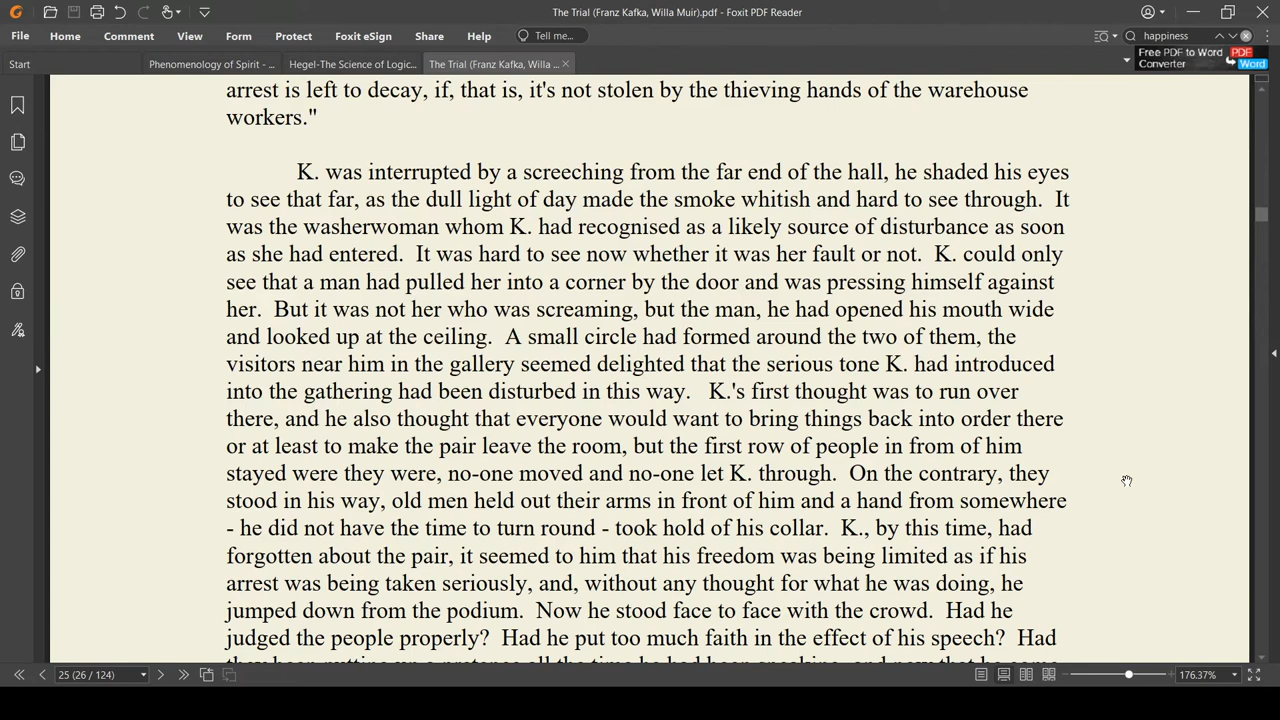 The Trial (Franz Kafka, Willa Muir).pdf - Foxit PDF Reader
File Home Comment View Form Protect Foxit eSign Share Help Tell me... happiness
Free PDF to Word PDF
Converter Word
Start Phenomenology of Spirit - ... Hegel-The Science of Logic... The Trial (Franz Kafka, Willa ...
arrest is left to decay, if, that is, it's not stolen by the thieving hands of the warehouse
workers."
K. was interrupted by a screeching from the far end of the hall, he shaded his eyes
to see that far, as the dull light of day made the smoke whitish and hard to see through. It
was the washerwoman whom K. had recognised as a likely source of disturbance as soon
as she had entered. It was hard to see now whether it was her fault or not. K. could only
see that a man had pulled her into a corner by the door and was pressing himself against
her. But it was not her who was screaming, but the man, he had opened his mouth wide
and looked up at the ceiling. A small circle had formed around the two of them, the
visitors near him in the gallery seemed delighted that the serious tone K. had introduced
into the gathering had been disturbed in this way. K.'s first thought was to run over
there, and he also thought that everyone would want to bring things back into order there
or at least to make the pair leave the room, but the first row of people in from of him
stayed were they were, no-one moved and no-one let K. through. On the contrary, they
stood in his way, old men held out their arms in front of him and a hand from somewhere
- he did not have the time to turn round - took hold of his collar. K., by this time, had
forgotten about the pair, it seemed to him that his freedom was being limited as if his
arrest was being taken seriously, and, without any thought for what he was doing, he
jumped down from the podium. Now he stood face to face with the crowd. Had he
judged the people properly? Had he put too much faith in the effect of his speech? Had
25 (26 / 124) 176.37%